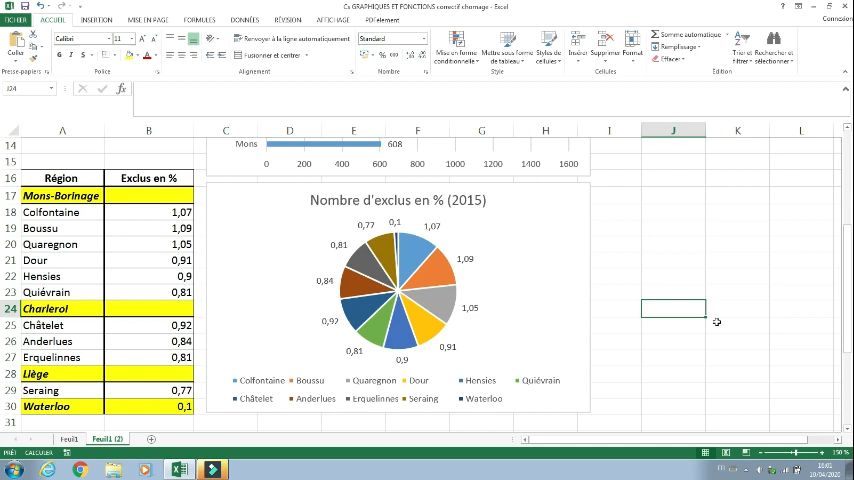 Cs GRAPHIQUES ET FONCTIONS correctif chomage - Excel
FICHIER ACCUEIL INSERTION MISE EN PAGE FORMULES DONNÉES RÉVISION AFFICHAGE PDFelement Connexion
Coller
Calibri 11 A A
G I S A
Renvoyer à la ligne automatiquement
Fusionner et centrer
Standard
% 000
Mise en forme conditionnelle
Mettre sous forme de tableau
Styles de cellules
Insérer Supprimer Format
Somme automatique
Remplissage
Effacer
Trier et filtrer
Rechercher et sélectionner
Presse-papiers Police Alignement Nombre Style Cellules Édition
J24 fx
A B C D E F G H I J K L
14 Mons 608
15 0 200 400 600 800 1000 1200 1400 1600
16 Région Exclus en %
17 Mons-Borinage
18 Colfontaine 1,07
19 Boussu 1,09
20 Quaregnon 1,05
21 Dour 0,91
22 Hensies 0,9
23 Quiévrain 0,81
24 Charleroi
25 Châtelet 0,92
26 Anderlues 0,84
27 Erquelinnes 0,81
28 Liège
29 Seraing 0,77
30 Waterloo 0,1
31
Nombre d'exclus en % (2015)
0,1
0,77 1,07
0,81 1,09
0,84
1,05
0,92
0,91
0,81
0,9
Colfontaine Boussu Quaregnon Dour Hensies Quiévrain
Châtelet Anderlues Erquelinnes Seraing Waterloo
Feuil1 Feuil1 (2)
PRÊT CALCULER 150 %
FR 16:01
10/04/2020